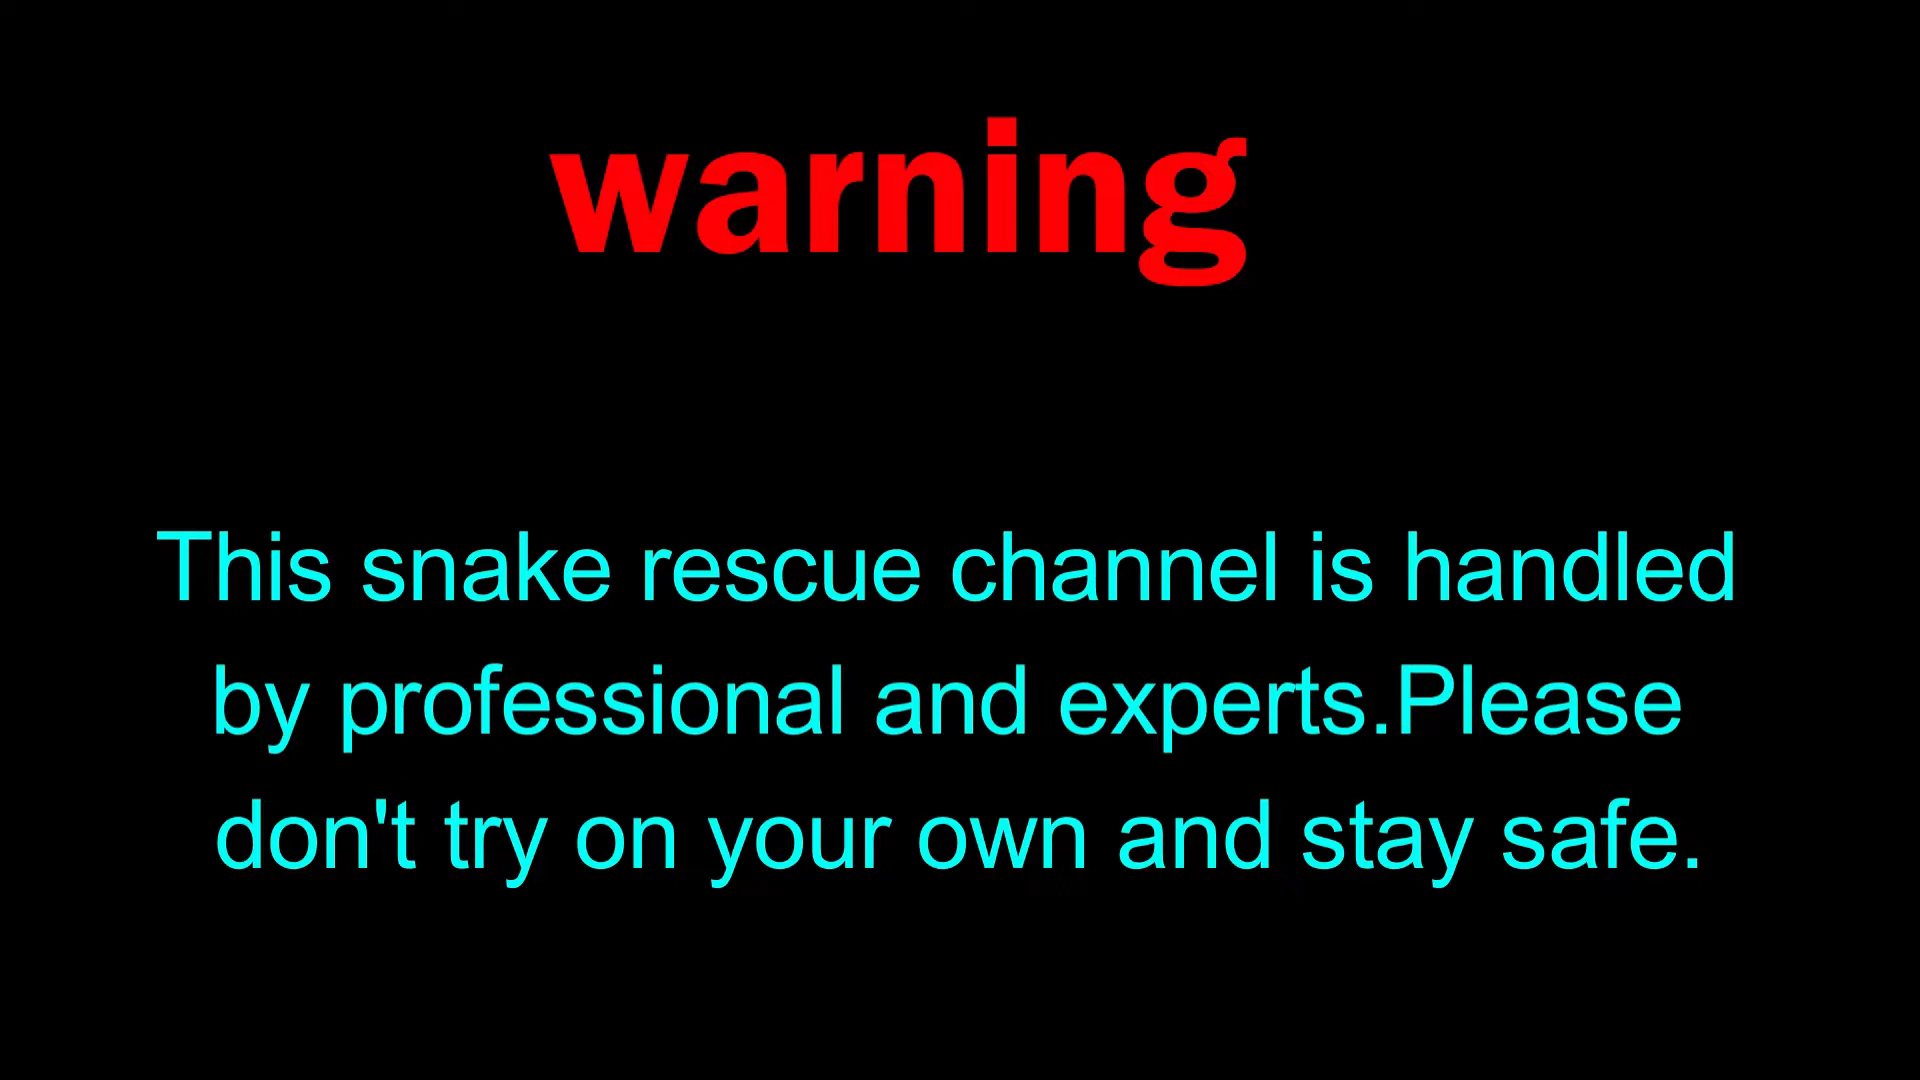 warning
This snake rescue channel is handled
by professional and experts.Please
don't try on your own and stay safe.